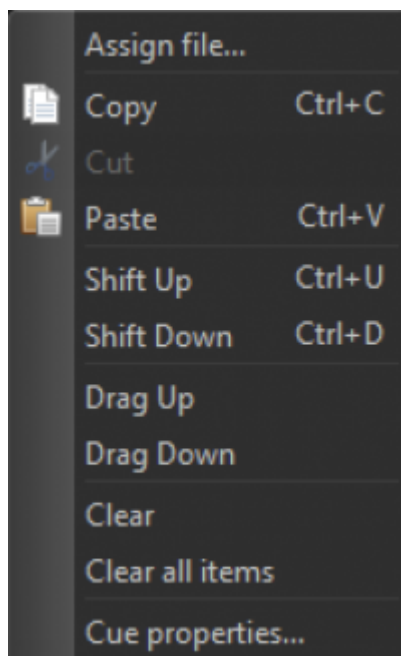 Assign file...
Copy Ctrl+C
Cut
Paste Ctrl+V
Shift Up Ctrl+U
Shift Down Ctrl+D
Drag Up
Drag Down
Clear
Clear all items
Cue properties...